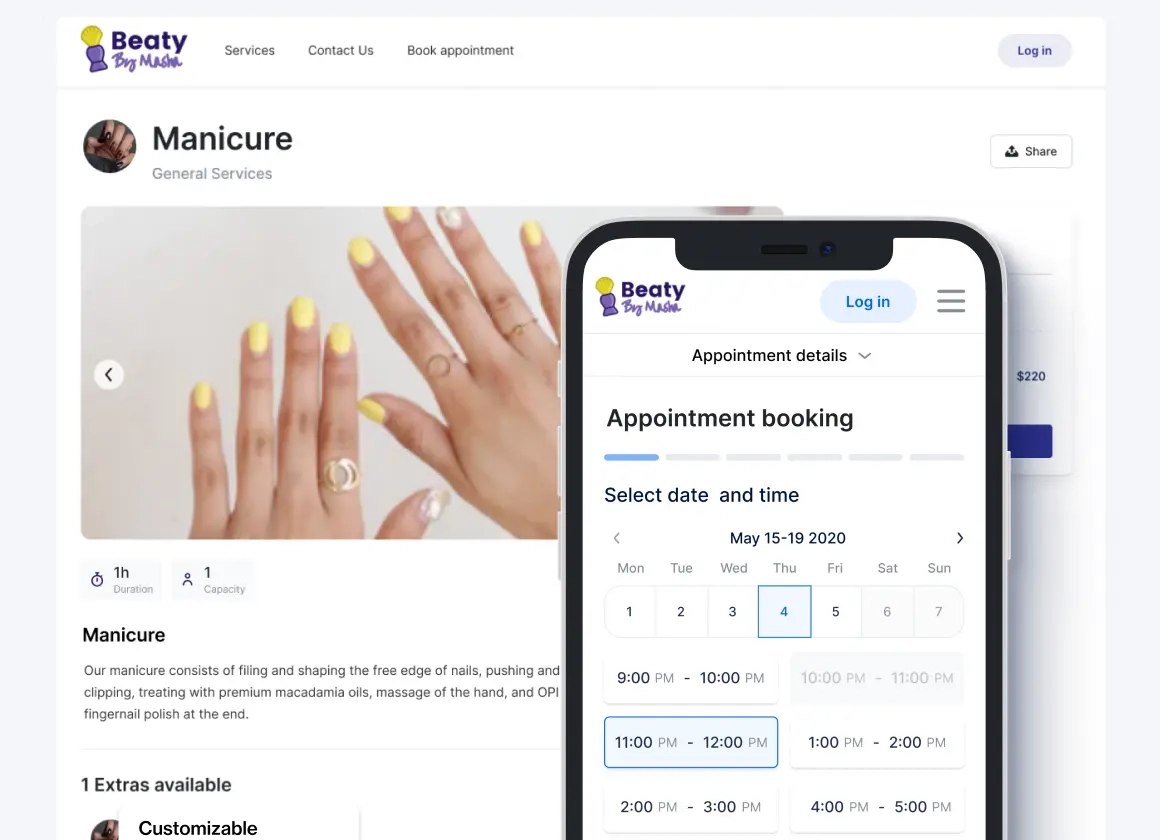 Beaty
By Masha
Services
Contact Us
Book appointment
Log in
Manicure
General Services
Share
$220
1h
Duration
1
Capacity
Manicure
Our manicure consists of filing and shaping the free edge of nails, pushing and
clipping, treating with premium macadamia oils, massage of the hand, and OPI
fingernail polish at the end.
1 Extras available
Customizable
Beaty
By Masha
Log in
Appointment details
Appointment booking
Select date and time
May 15-19 2020
Mon Tue Wed Thu Fri Sat Sun
1 2 3 4 5 6 7
9:00 PM - 10:00 PM
10:00 PM - 11:00 PM
11:00 PM - 12:00 PM
1:00 PM - 2:00 PM
2:00 PM - 3:00 PM
4:00 PM - 5:00 PM